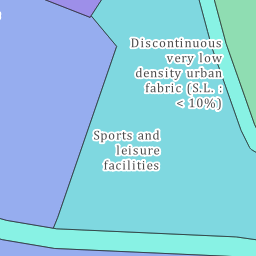 Discontinuous
very low
density urban
fabric (S.L. :
< 10%)
Sports and
leisure
facilities